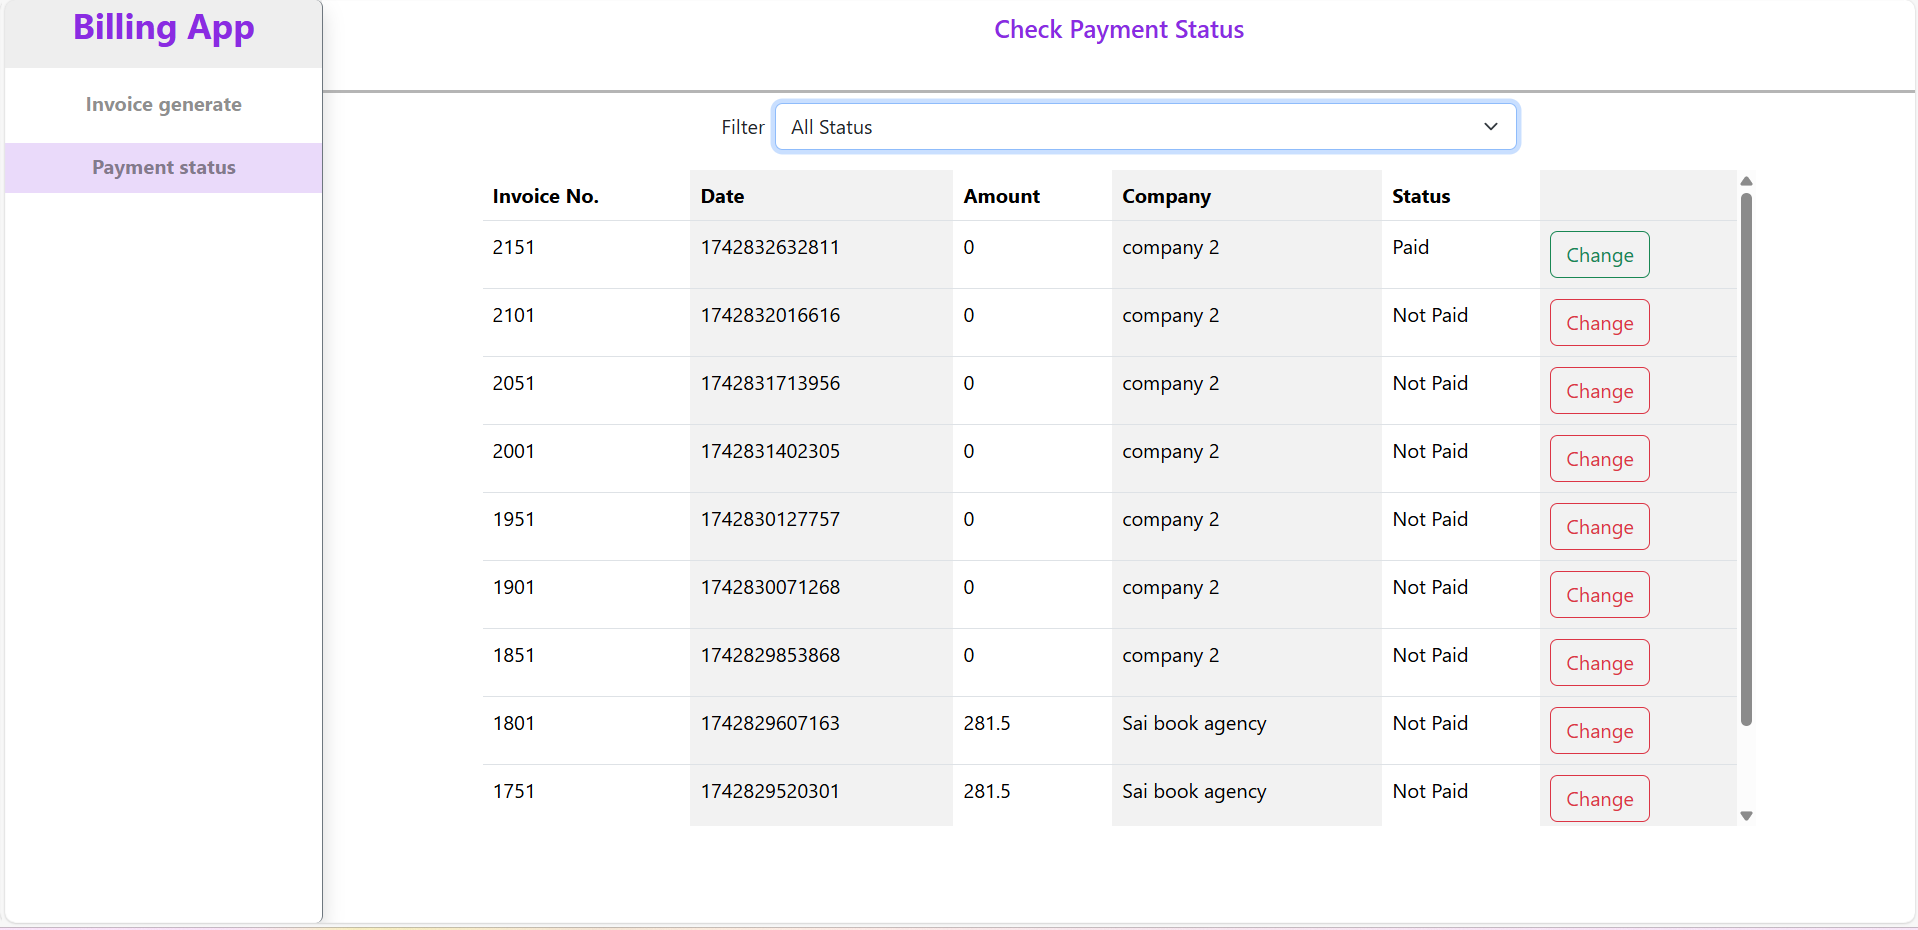 Billing App
Invoice generate
Payment status
Check Payment Status
Filter All Status
Invoice No. Date Amount Company Status
2151 1742832632811 0 company 2 Paid Change
2101 1742832016616 0 company 2 Not Paid Change
2051 1742831713956 0 company 2 Not Paid Change
2001 1742831402305 0 company 2 Not Paid Change
1951 1742830127757 0 company 2 Not Paid Change
1901 1742830071268 0 company 2 Not Paid Change
1851 1742829853868 0 company 2 Not Paid Change
1801 1742829607163 281.5 Sai book agency Not Paid Change
1751 1742829520301 281.5 Sai book agency Not Paid Change